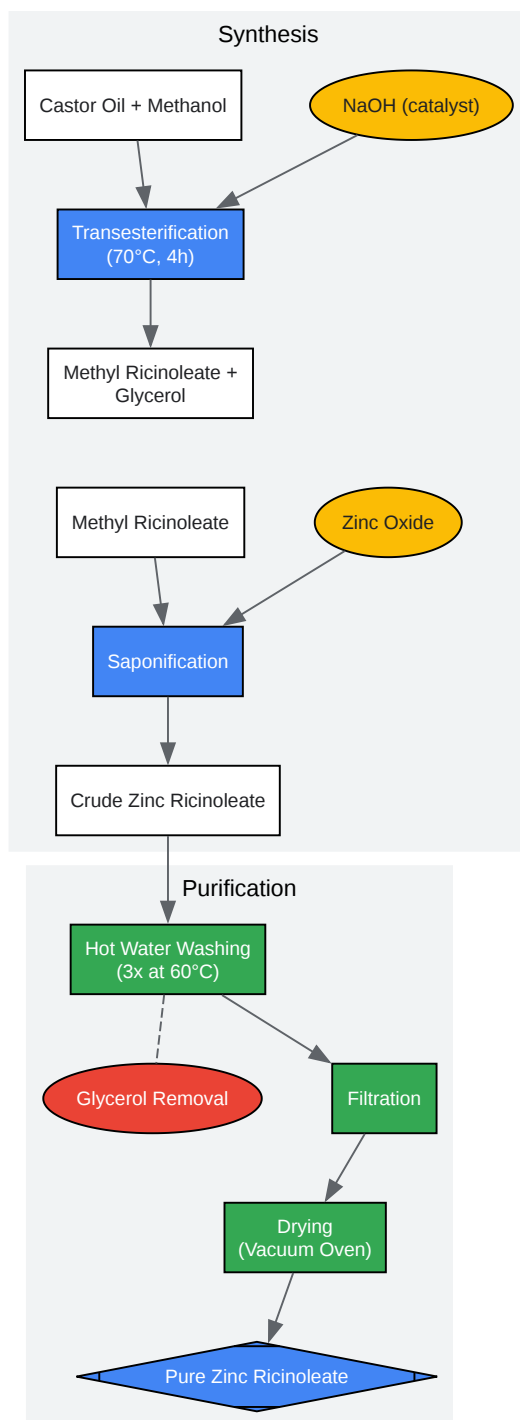 Synthesis
Castor Oil + Methanol
NaOH (catalyst)
Transesterification
(70°C, 4h)
Methyl Ricinoleate +
Glycerol
Methyl Ricinoleate
Zinc Oxide
Saponification
Crude Zinc Ricinoleate
Purification
Hot Water Washing
(3x at 60°C)
Glycerol Removal
Filtration
Drying
(Vacuum Oven)
Pure Zinc Ricinoleate